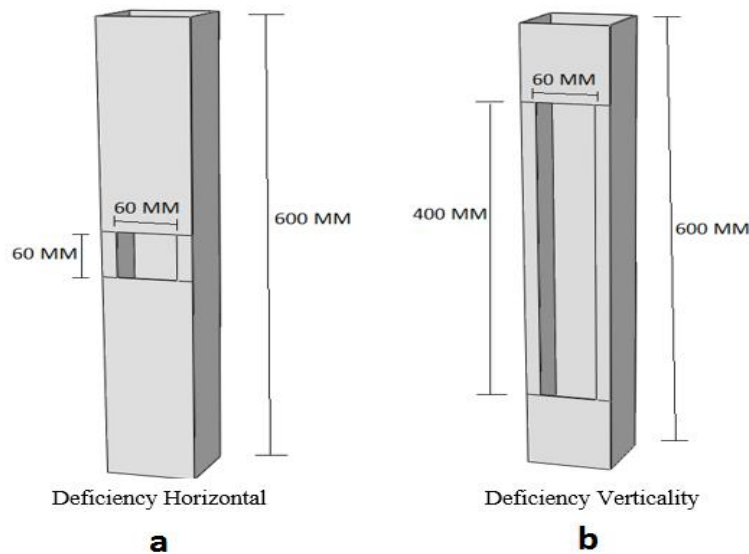 60 MM
60 MM
600 MM
Deficiency Horizontal
a
60 MM
400 MM
600 MM
Deficiency Verticality
b